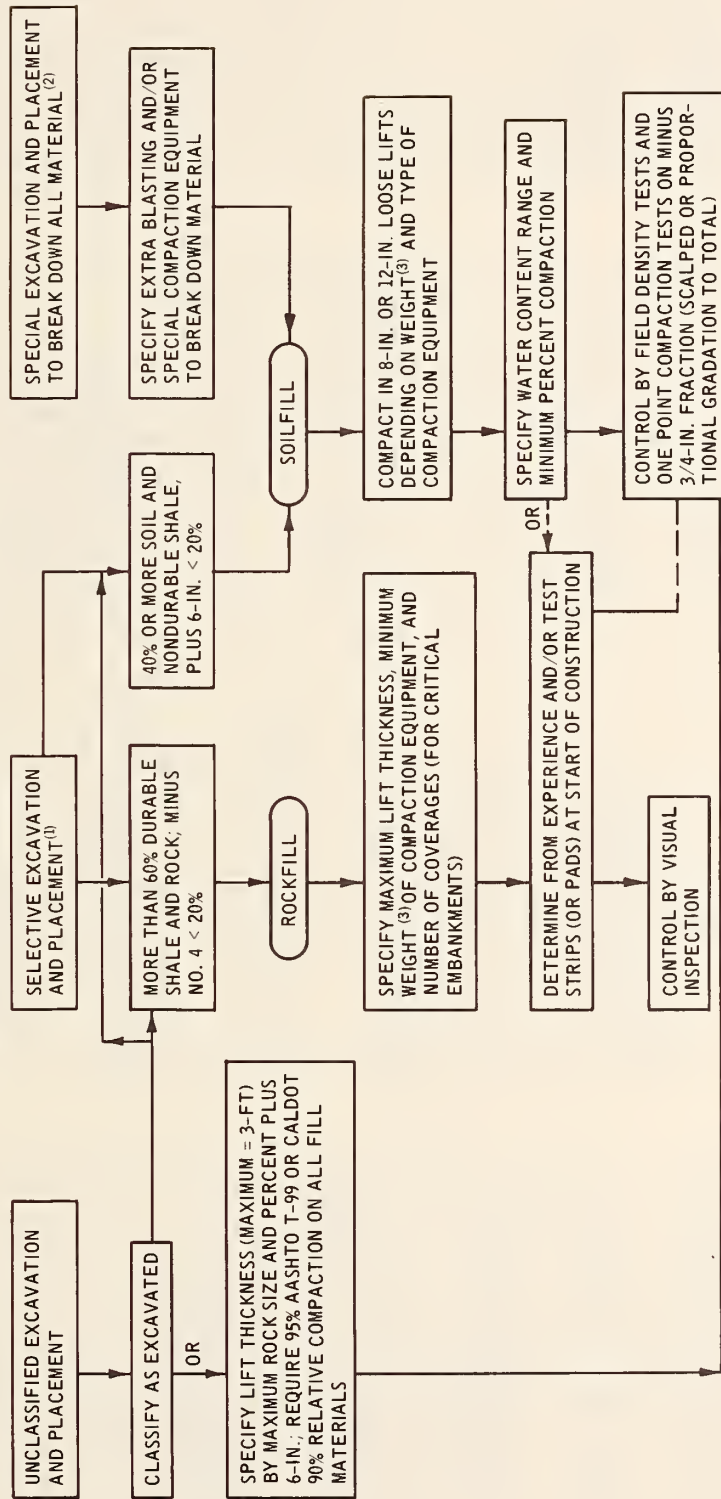 UNCLASSIFIED EXCAVATION
AND PLACEMENT
CLASSIFY AS EXCAVATED
OR
SPECIFY LIFT THICKNESS (MAXIMUM = 3-FT)
BY MAXIMUM ROCK SIZE AND PERCENT PLUS
6-IN.; REQUIRE 95% AASHTO T-99 OR CALDOT
90% RELATIVE COMPACTION ON ALL FILL
MATERIALS
SELECTIVE EXCAVATION
AND PLACEMENT(1)
MORE THAN 60% DURABLE
SHALE AND ROCK; MINUS
NO. 4 < 20%
ROCKFILL
SPECIFY MAXIMUM LIFT THICKNESS, MINIMUM
WEIGHT (3) OF COMPACTION EQUIPMENT, AND
NUMBER OF COVERAGES (FOR CRITICAL
EMBANKMENTS)
DETERMINE FROM EXPERIENCE AND/OR TEST
STRIPS (OR PADS) AT START OF CONSTRUCTION
CONTROL BY VISUAL
INSPECTION
40% OR MORE SOIL AND
NONDURABLE SHALE,
PLUS 6-IN. < 20%
SPECIAL EXCAVATION AND PLACEMENT
TO BREAK DOWN ALL MATERIAL(2)
SPECIFY EXTRA BLASTING AND/OR
SPECIAL COMPACTION EQUIPMENT
TO BREAK DOWN MATERIAL
SOILFILL
COMPACT IN 8-IN. OR 12-IN. LOOSE LIFTS
DEPENDING ON WEIGHT(3) AND TYPE OF
COMPACTION EQUIPMENT
SPECIFY WATER CONTENT RANGE AND
MINIMUM PERCENT COMPACTION
OR
CONTROL BY FIELD DENSITY TESTS AND
ONE POINT COMPACTION TESTS ON MINUS
3/4-IN. FRACTION (SCALPED OR PROPOR-
TIONAL GRADATION TO TOTAL)